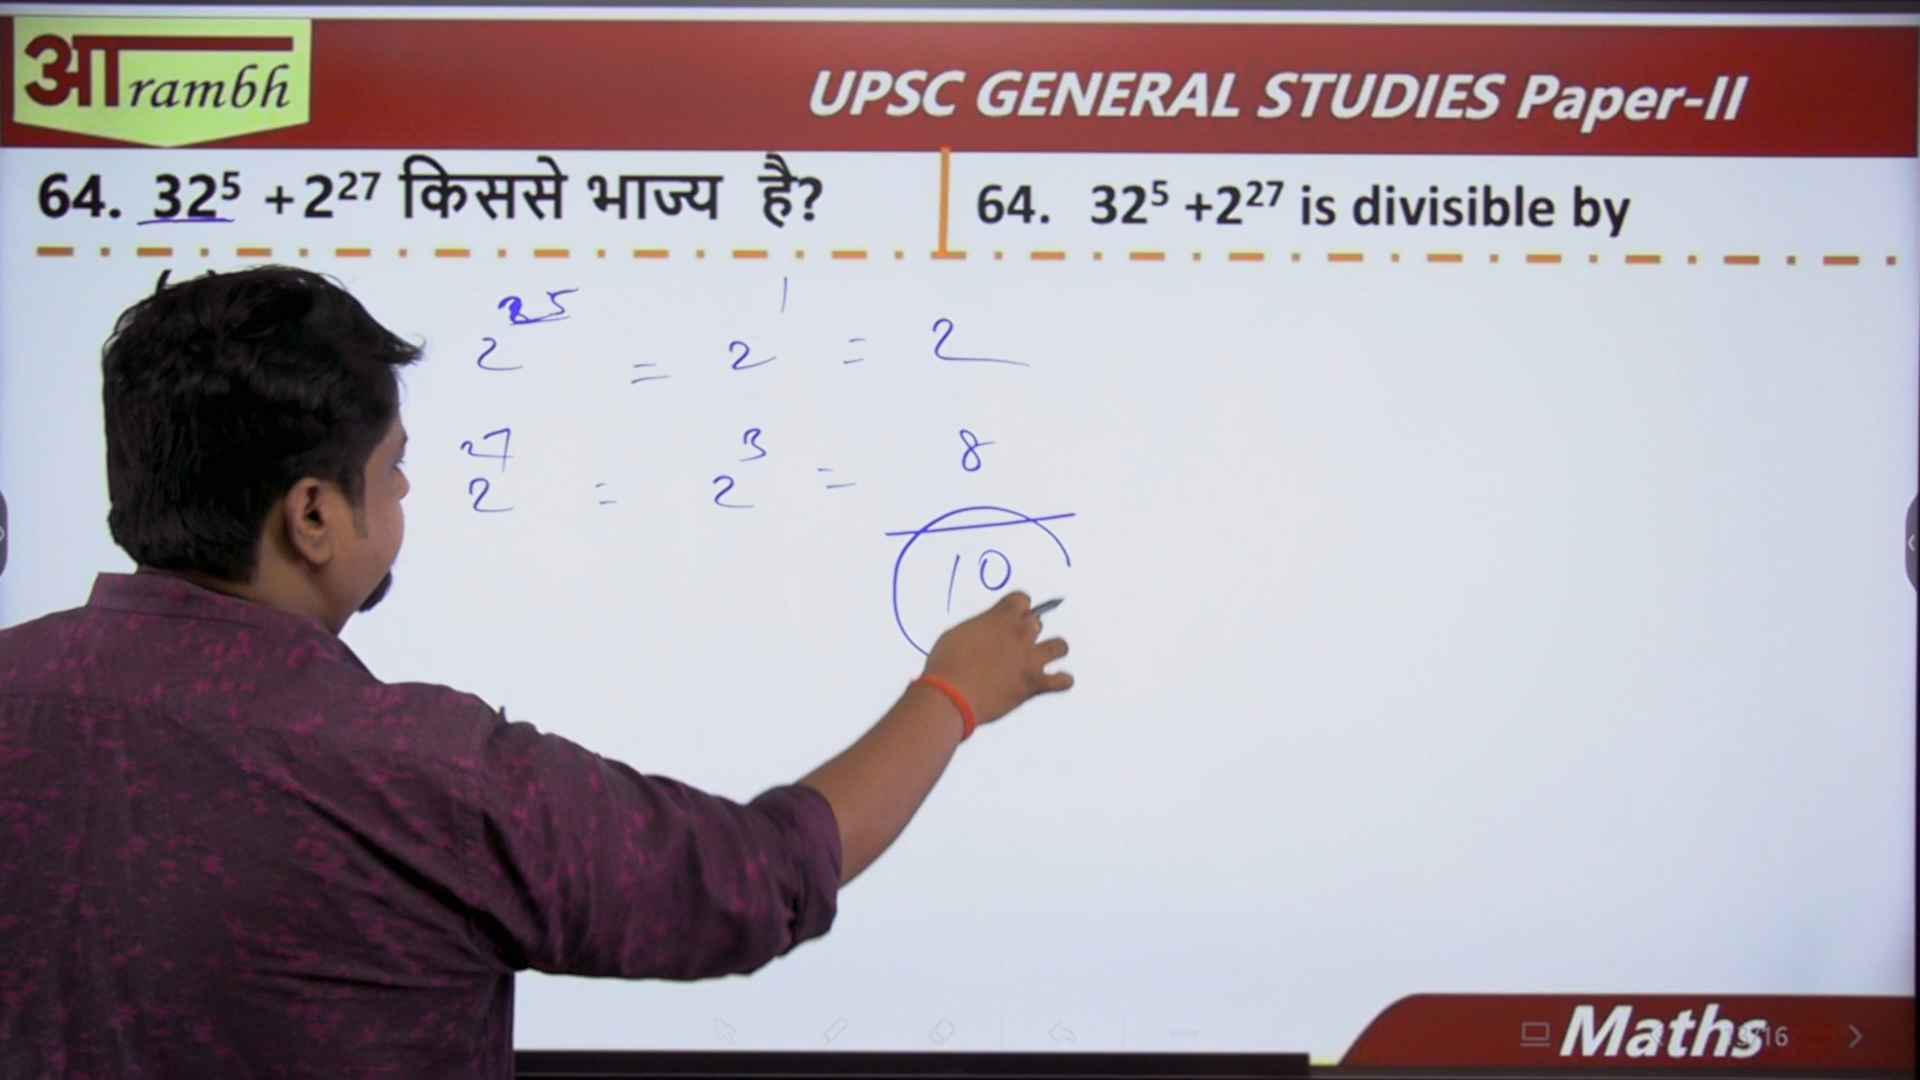 आrambh
UPSC GENERAL STUDIES Paper-II
64. 32⁵ +2²⁷ किससे भाज्य है?
64. 32⁵ +2²⁷ is divisible by
2²⁵ = 2¹ = 2
2²⁷ = 2³ = 8
10
Maths